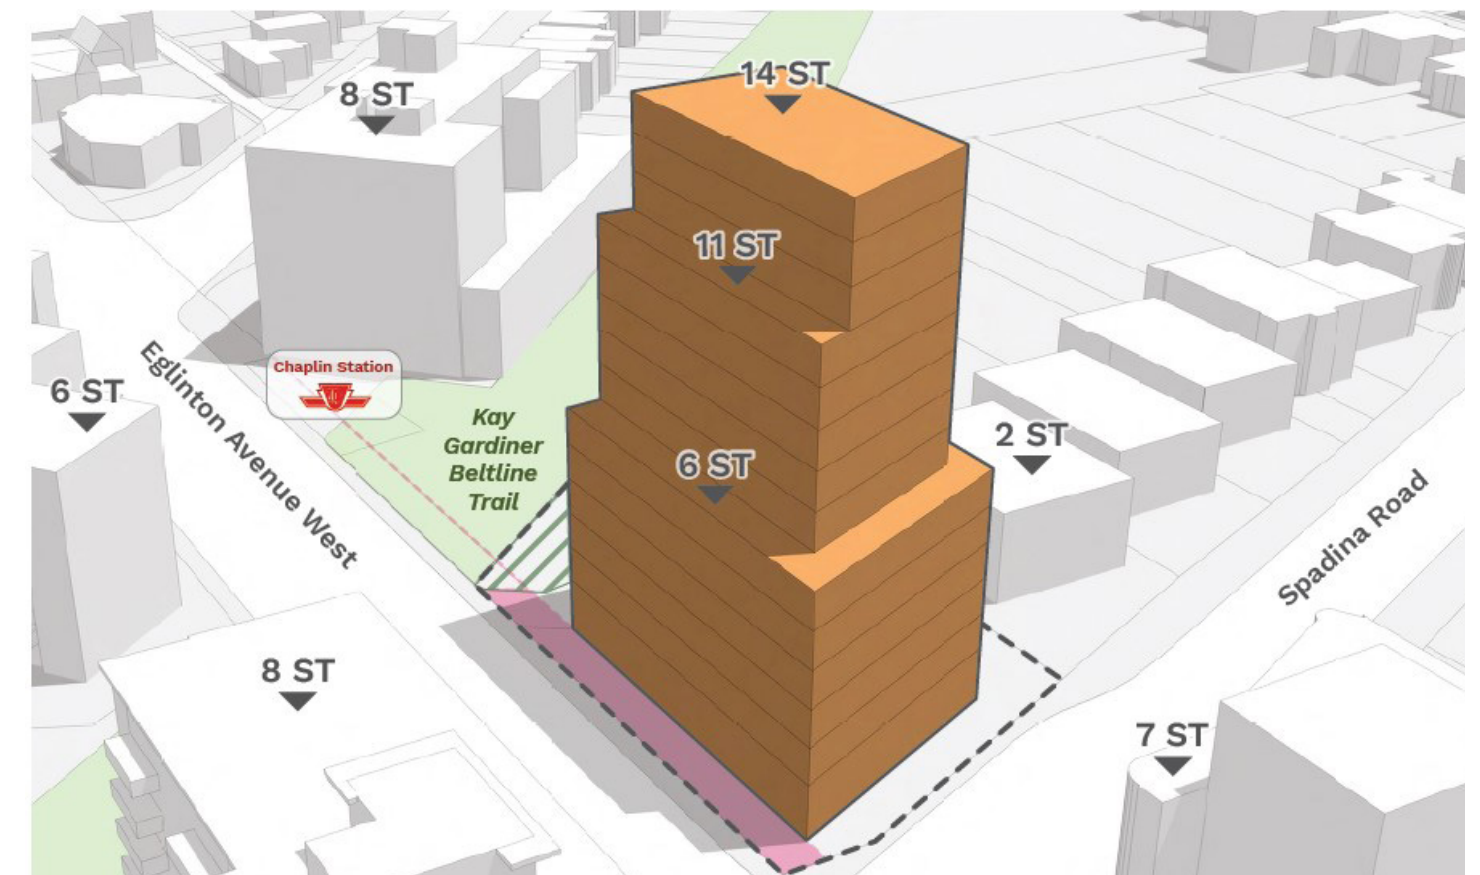 14 ST
8 ST
11 ST
Chaplin Station
6 ST
Eglinton Avenue West
Kay
Gardiner
Beltline
Trail
6 ST
2 ST
Spadina Road
8 ST
7 ST